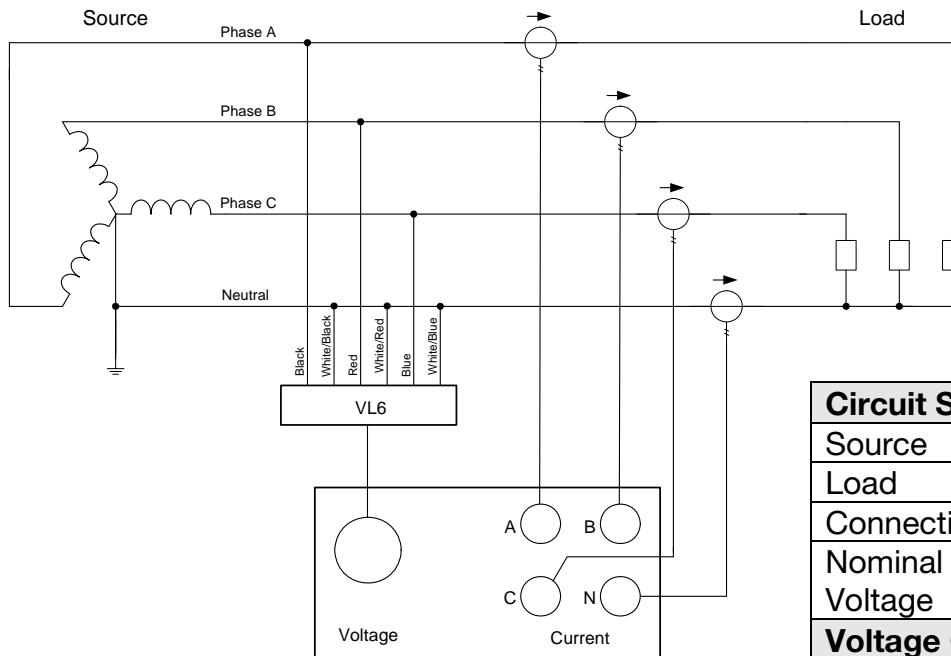 Source
Load
Phase A
Phase B
Phase C
Neutral
Black
White/Black
Red
White/Red
Blue
White/Blue
VL6
A
B
C
N
Voltage
Current
Circuit S
Source
Load
Connecti
Nominal
Voltage
Voltage